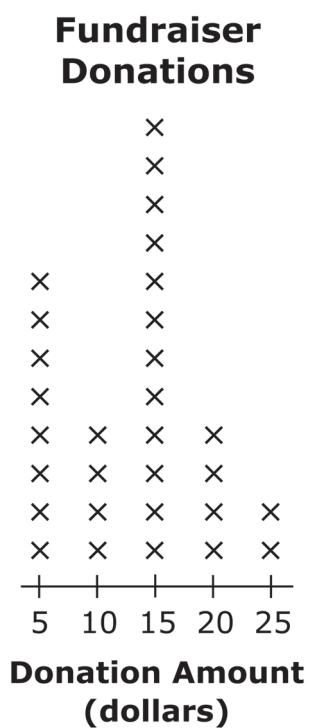 Fundraiser
Donations
5 10 15 20 25
Donation Amount
(dollars)